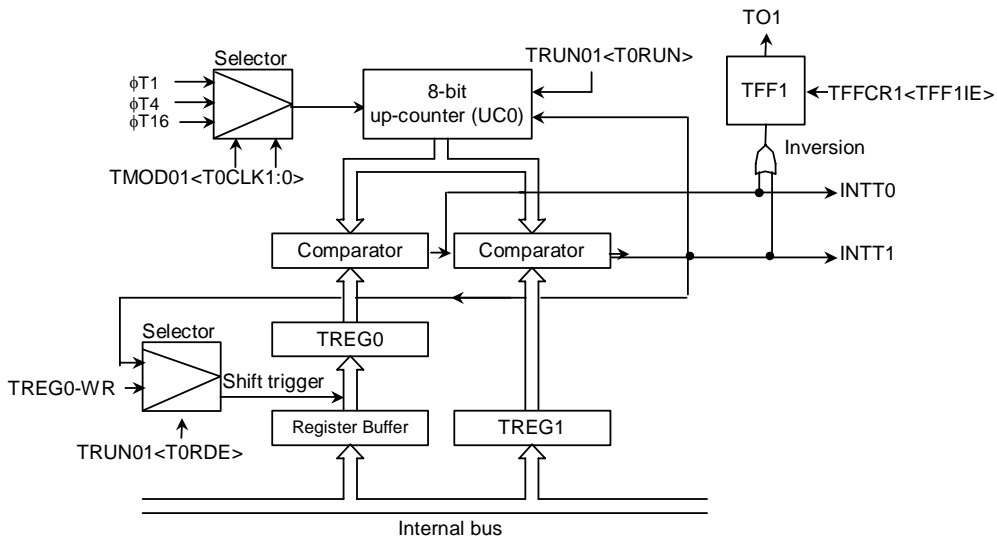 TO1
Selector
TRUN01<T0RUN>
ϕT1
ϕT4
ϕT16
8-bit
up-counter (UC0)
TFF1
TFFCR1<TFF1IE>
Inversion
TMOD01<T0CLK1:0>
INTT0
Comparator
Comparator
INTT1
Selector
TREG0
TREG0-WR
Shift trigger
Register Buffer
TREG1
TRUN01<T0RDE>
Internal bus